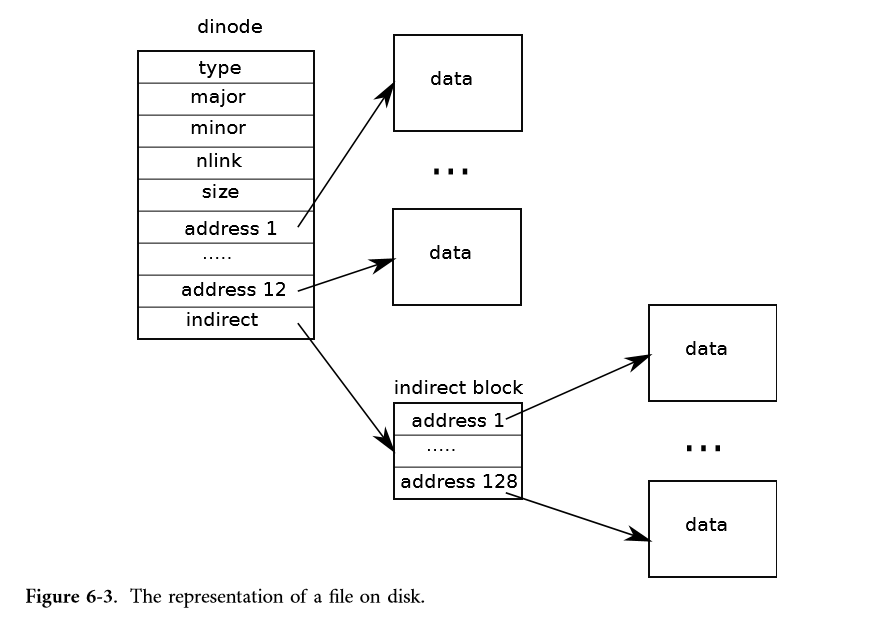 dinode
type
major
minor
nlink
size
address 1
.....
address 12
indirect
data
...
data
indirect block
address 1
.....
address 128
data
...
data
Figure 6-3. The representation of a file on disk.